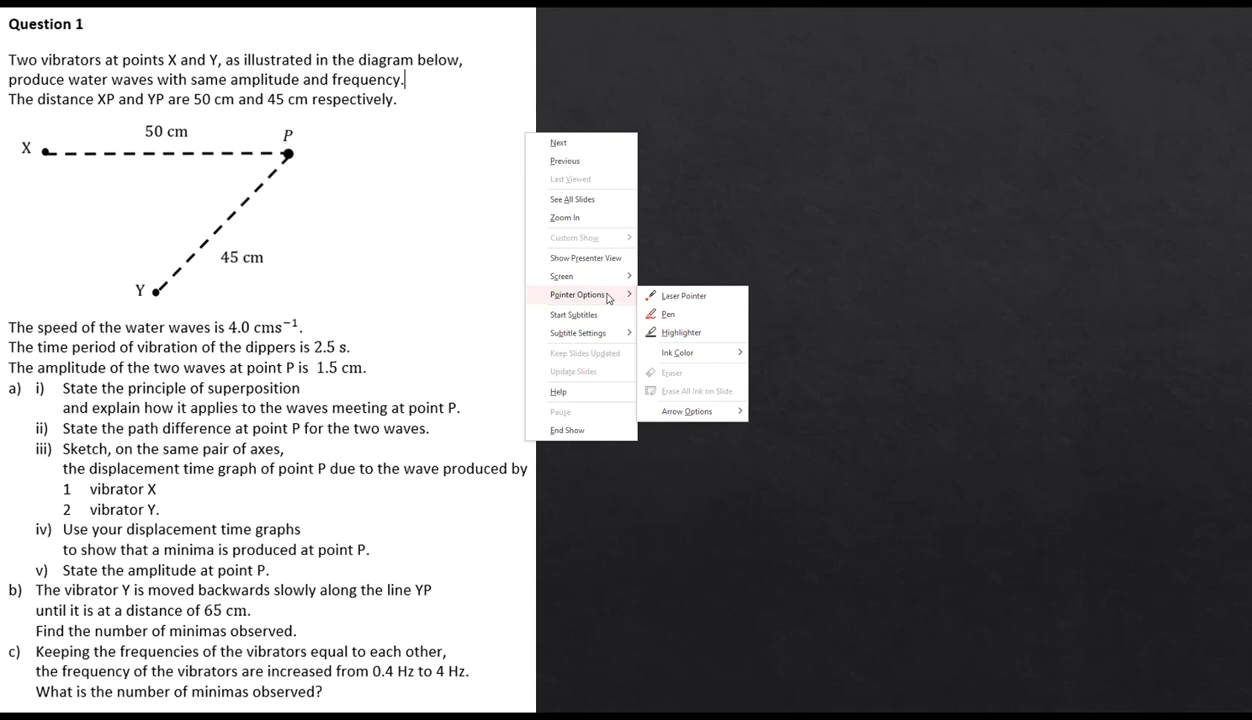 Question 1
Two vibrators at points X and Y, as illustrated in the diagram below,
produce water waves with same amplitude and frequency.
The distance XP and YP are 50 cm and 45 cm respectively.
50 cm
P
X
45 cm
Y
The speed of the water waves is 4.0 cms⁻¹.
The time period of vibration of the dippers is 2.5 s.
The amplitude of the two waves at point P is 1.5 cm.
a) i) State the principle of superposition
and explain how it applies to the waves meeting at point P.
ii) State the path difference at point P for the two waves.
iii) Sketch, on the same pair of axes,
the displacement time graph of point P due to the wave produced by
1 vibrator X
2 vibrator Y.
iv) Use your displacement time graphs
to show that a minima is produced at point P.
v) State the amplitude at point P.
b) The vibrator Y is moved backwards slowly along the line YP
until it is at a distance of 65 cm.
Find the number of minimas observed.
c) Keeping the frequencies of the vibrators equal to each other,
the frequency of the vibrators are increased from 0.4 Hz to 4 Hz.
What is the number of minimas observed?
Next
Previous
Last Viewed
See All Slides
Zoom In
Custom Show
Show Presenter View
Screen
Pointer Options
Start Subtitles
Subtitle Settings
Keep Slides Updated
Update Slides
Help
Pause
End Show
Laser Pointer
Pen
Highlighter
Ink Color
Eraser
Erase All Ink on Slide
Arrow Options